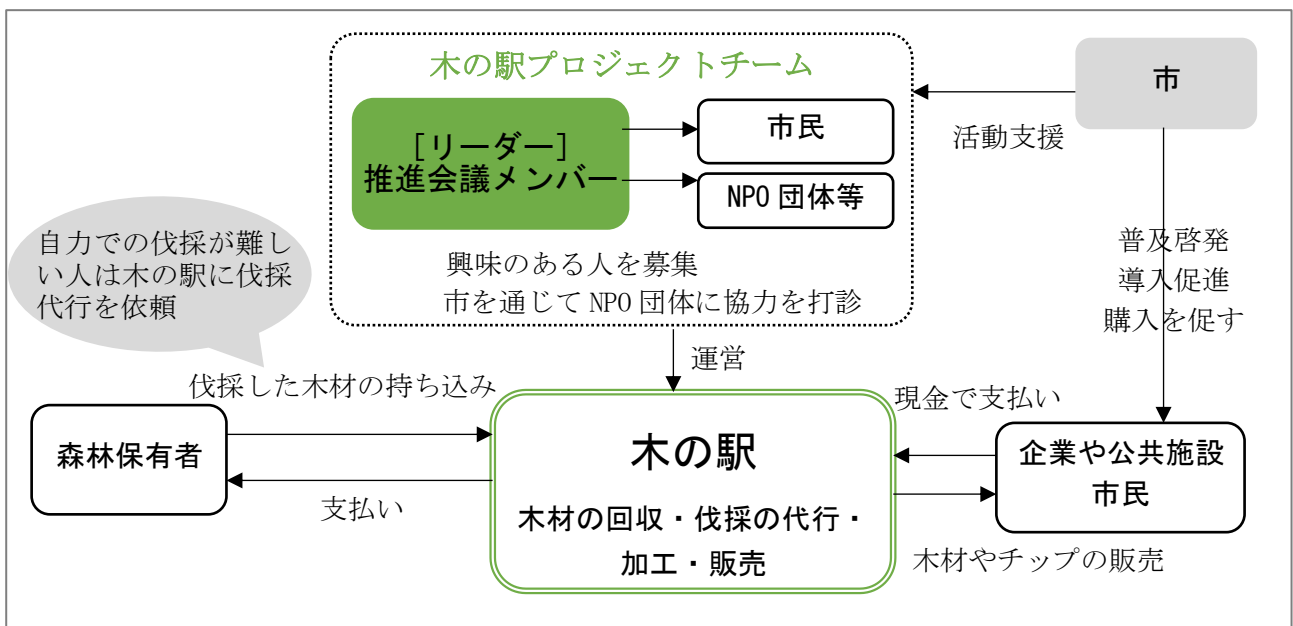 木の駅プロジェクトチーム
市
[リーダー]
推進会議メンバー
市民
NPO 団体等
活動支援
興味のある人を募集
市を通じて NPO 団体に協力を打診
自力での伐採が難し
い人は木の駅に伐採
代行を依頼
普及啓発
導入促進
購入を促す
運営
伐採した木材の持ち込み
現金で支払い
森林保有者
支払い
木の駅
木材の回収・伐採の代行・
加工・販売
企業や公共施設
市民
木材やチップの販売